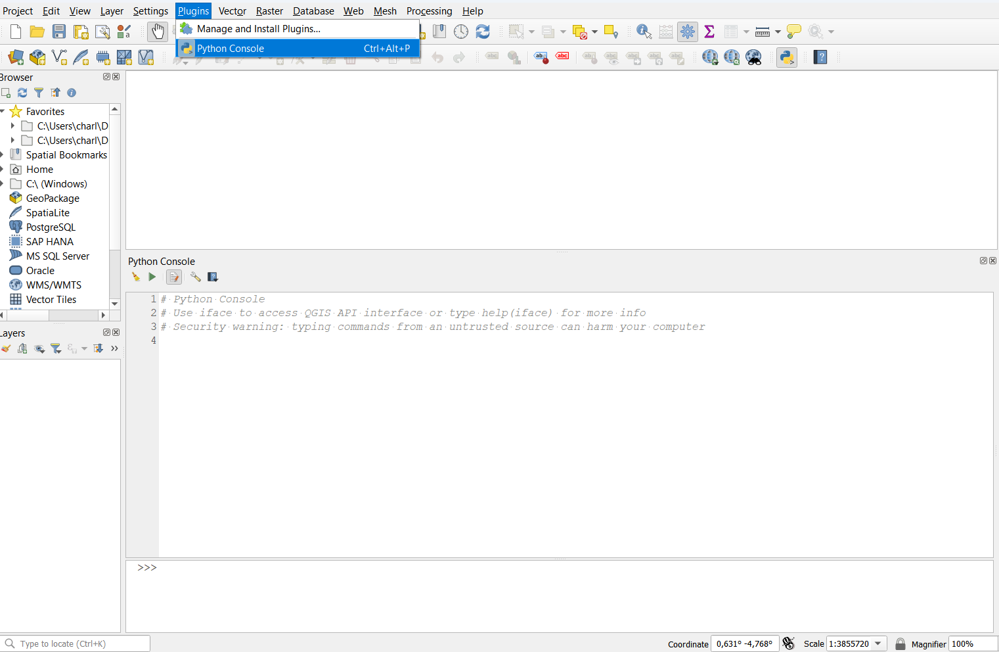 Project Edit View Layer Settings Plugins Vector Raster Database Web Mesh Processing Help
Manage and Install Plugins...
Python Console Ctrl+Alt+P
Browser
Favorites
C:\Users\charl\D
C:\Users\charl\D
Spatial Bookmarks
Home
C:\ (Windows)
GeoPackage
SpatiaLite
PostgreSQL
SAP HANA
MS SQL Server
Oracle
WMS/WMTS
Vector Tiles
Layers
Python Console
1 # Python Console
2 # Use iface to access QGIS API interface or type help(iface) for more info
3 # Security warning: typing commands from an untrusted source can harm your computer
4
>>>
Type to locate (Ctrl+K)
Coordinate 0,631° -4,768° Scale 1:3855720 Magnifier 100%